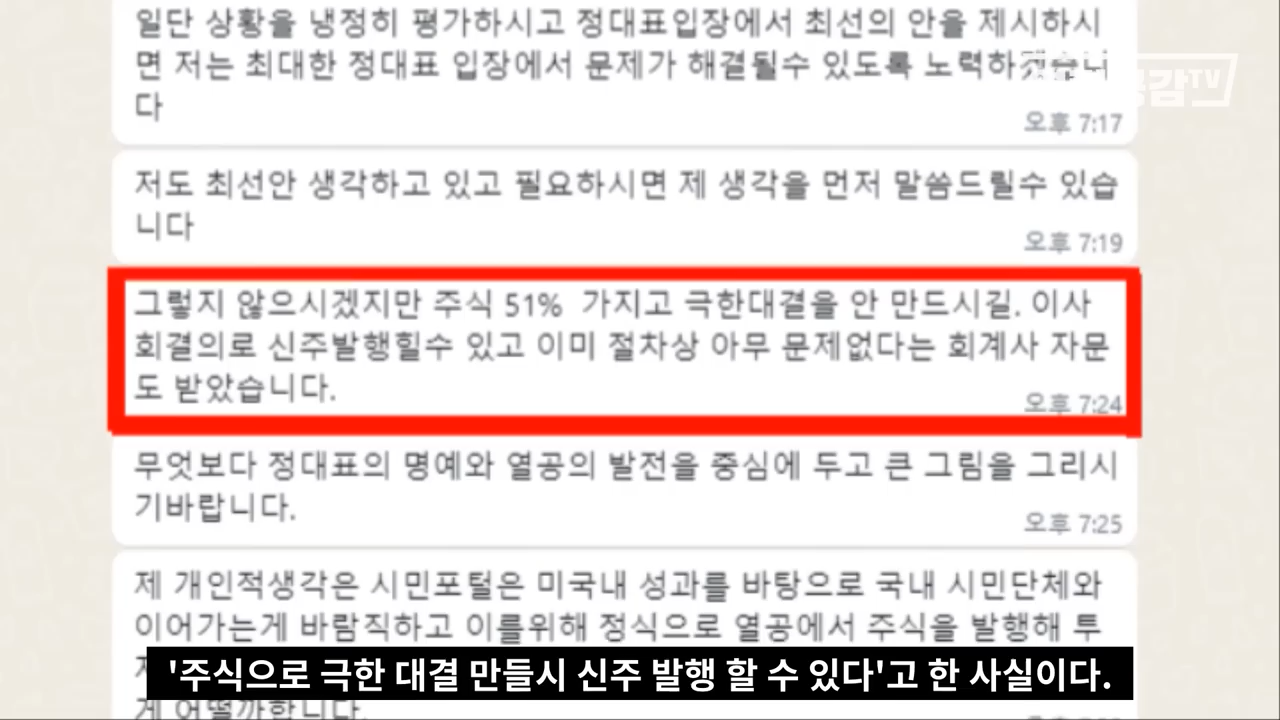 일단 상황을 냉정히 평가하시고 정대표입장에서 최선의 안을 제시하시
면 저는 최대한 정대표 입장에서 문제가 해결될수 있도록 노력하겠습니
다
공감TV
오후 7:17
저도 최선안 생각하고 있고 필요하시면 제 생각을 먼저 말씀드릴수 있습
니다
오후 7:19
그렇지 않으시겠지만 주식 51% 가지고 극한대결을 안 만드시길. 이사
회결의로 신주발행힐수 있고 이미 절차상 아무 문제없다는 회계사 자문
도 받았습니다.
오후 7:24
무엇보다 정대표의 명예와 열공의 발전을 중심에 두고 큰 그림을 그리시
기바랍니다.
오후 7:25
제 개인적생각은 시민포털은 미국내 성과를 바탕으로 국내 시민단체와
이어가는게 바람직하고 이를위해 정식으로 열공에서 주식을 발행해 투
'주식으로 극한 대결 만들시 신주 발행 할 수 있다'고 한 사실이다.
게 어떨까합니다.